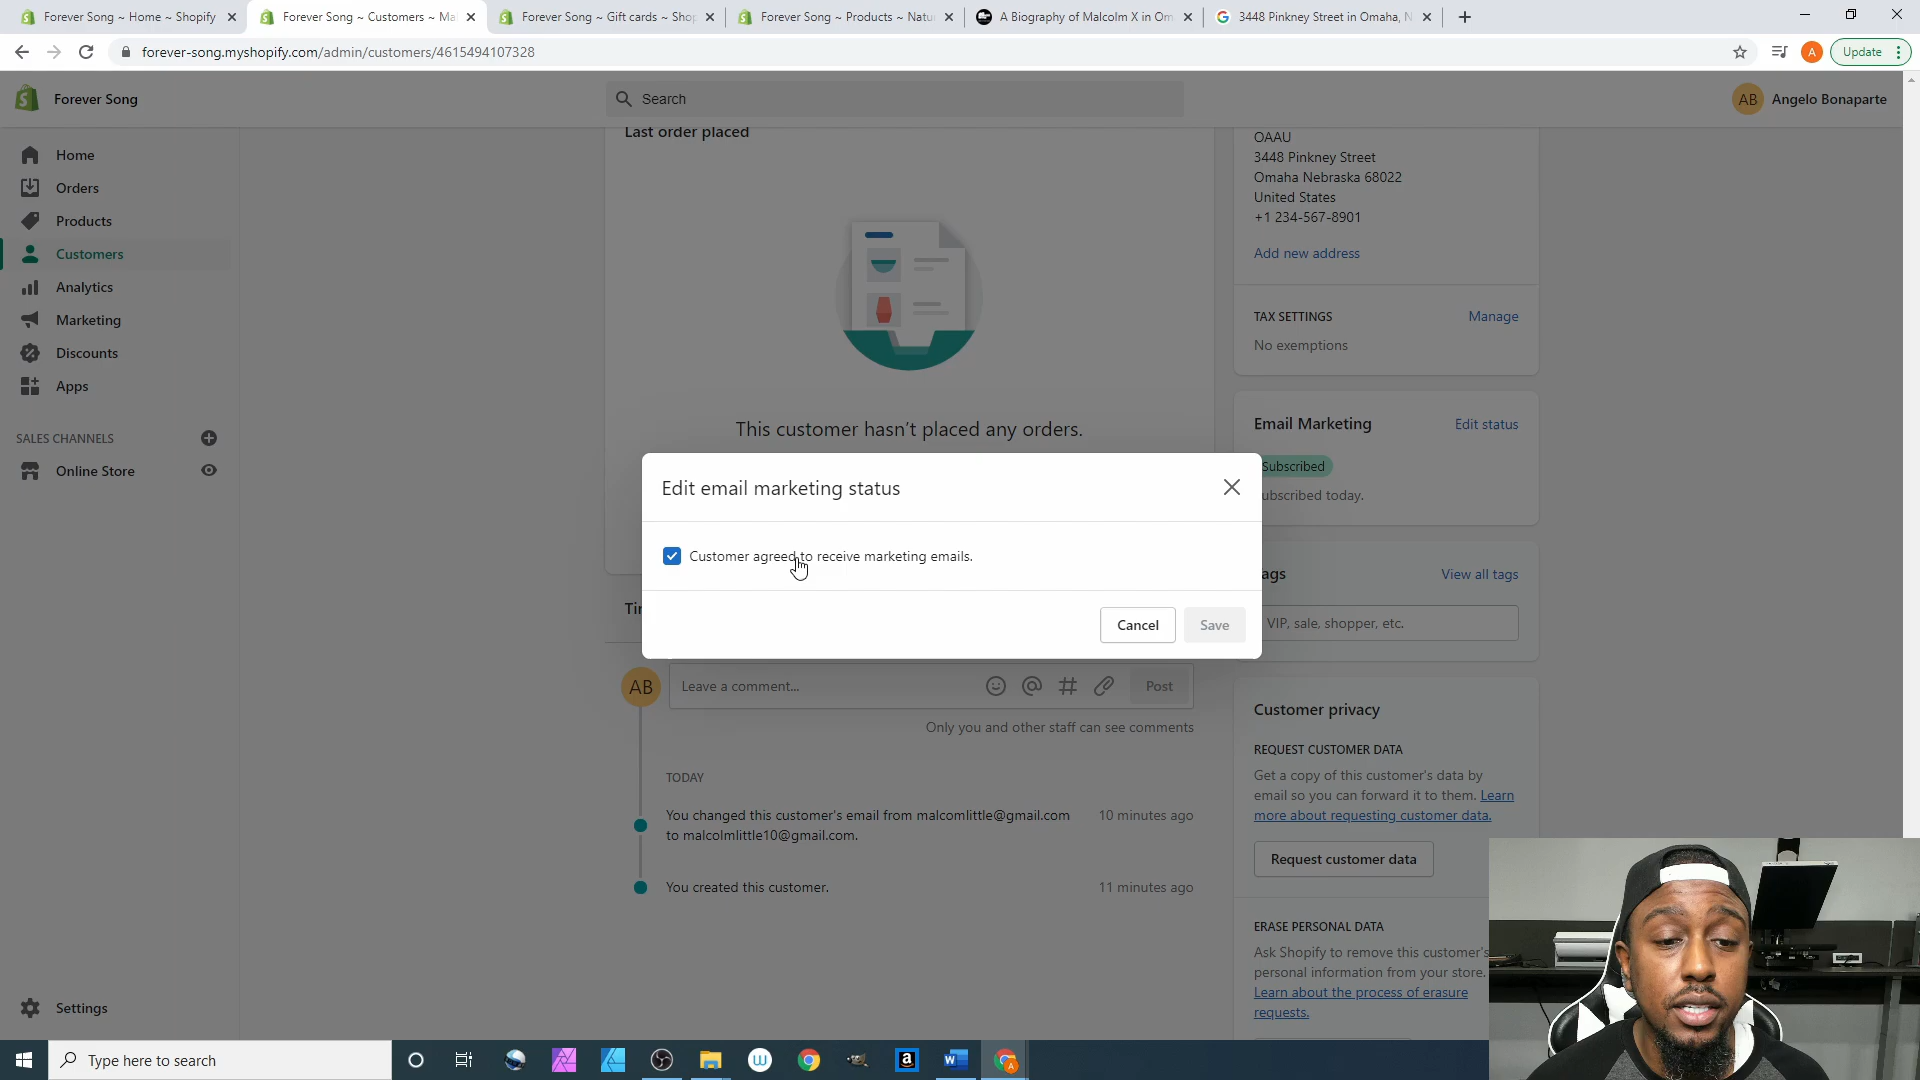 Forever Song ~ Home ~ Shopify
Forever Song ~ Customers ~ Ma
Forever Song ~ Gift cards ~ Shop
Forever Song ~ Products ~ Natu
A Biography of Malcolm X in Om
3448 Pinkney Street in Omaha, N
forever-song.myshopify.com/admin/customers/4615494107328
A
Update
Forever Song
Search
AB
Angelo Bonaparte
Home
Orders
Products
Customers
Analytics
Marketing
Discounts
Apps
SALES CHANNELS
Online Store
Settings
Last order placed
This customer hasn't placed any orders.
OAAU
3448 Pinkney Street
Omaha Nebraska 68022
United States
+1 234-567-8901
Add new address
TAX SETTINGS
Manage
No exemptions
Email Marketing
Edit status
Subscribed
ubscribed today.
Edit email marketing status
Customer agreed to receive marketing emails.
Cancel
Save
ags
View all tags
VIP, sale, shopper, etc.
Tir
AB
Leave a comment...
Post
Only you and other staff can see comments
TODAY
You changed this customer's email from malcomlittle@gmail.com
to malcolmlittle10@gmail.com.
10 minutes ago
You created this customer.
11 minutes ago
Customer privacy
REQUEST CUSTOMER DATA
Get a copy of this customer's data by
email so you can forward it to them. Learn
more about requesting customer data.
Request customer data
ERASE PERSONAL DATA
Ask Shopify to remove this customer's
personal information from your store.
Learn about the process of erasure
requests.
Type here to search